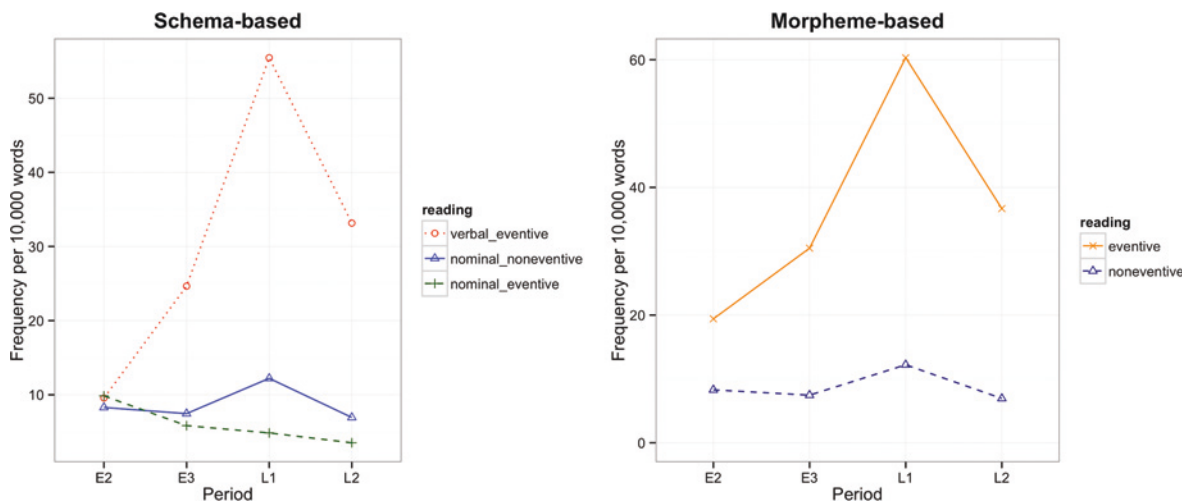 Schema-based
Frequency per 10,000 words
50
40
30
20
10
E2 E3 L1 L2
Period
reading
verbal_eventive
nominal_noneventive
nominal_eventive
Morpheme-based
Frequency per 10,000 words
60
40
20
0
E2 E3 L1 L2
Period
reading
eventive
noneventive